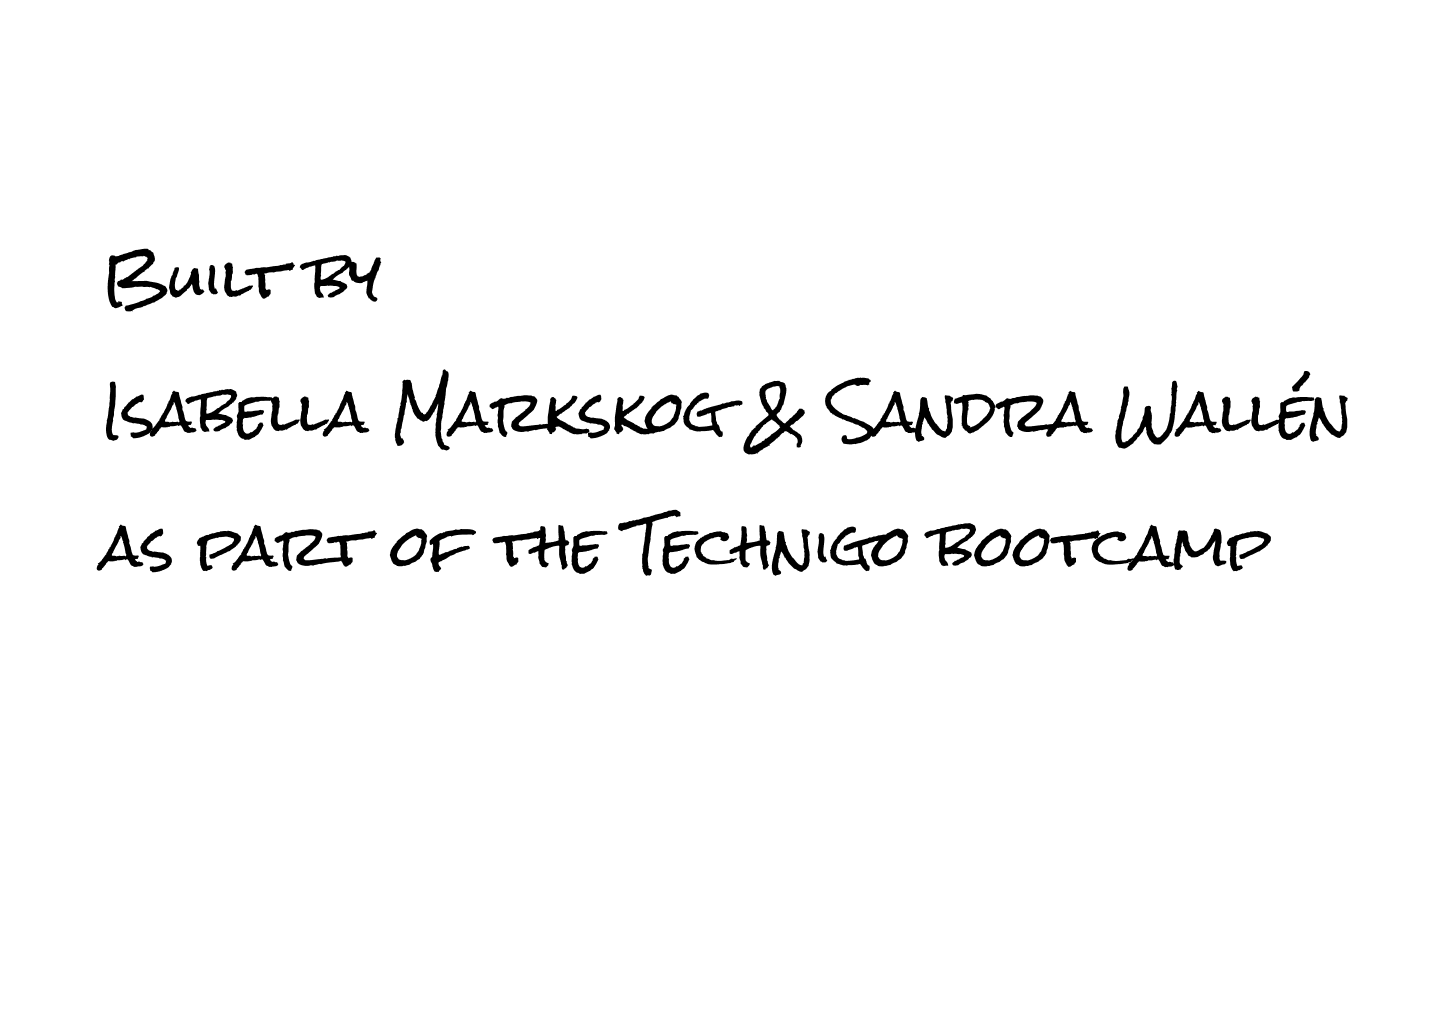 Built by
Isabella Markskog & Sandra Wallén
as part of the Technigo bootcamp